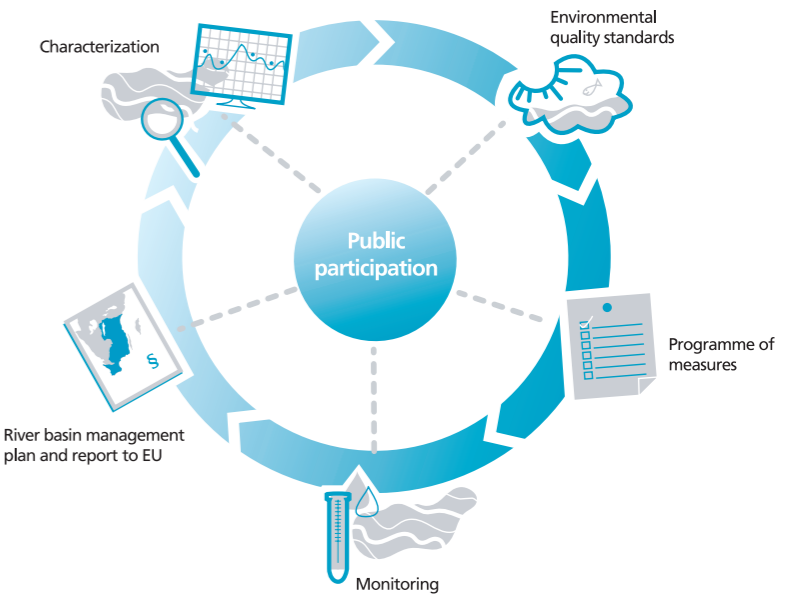 Environmental
quality standards
Characterization
Public
participation
Programme of
measures
§
River basin management
plan and report to EU
Monitoring